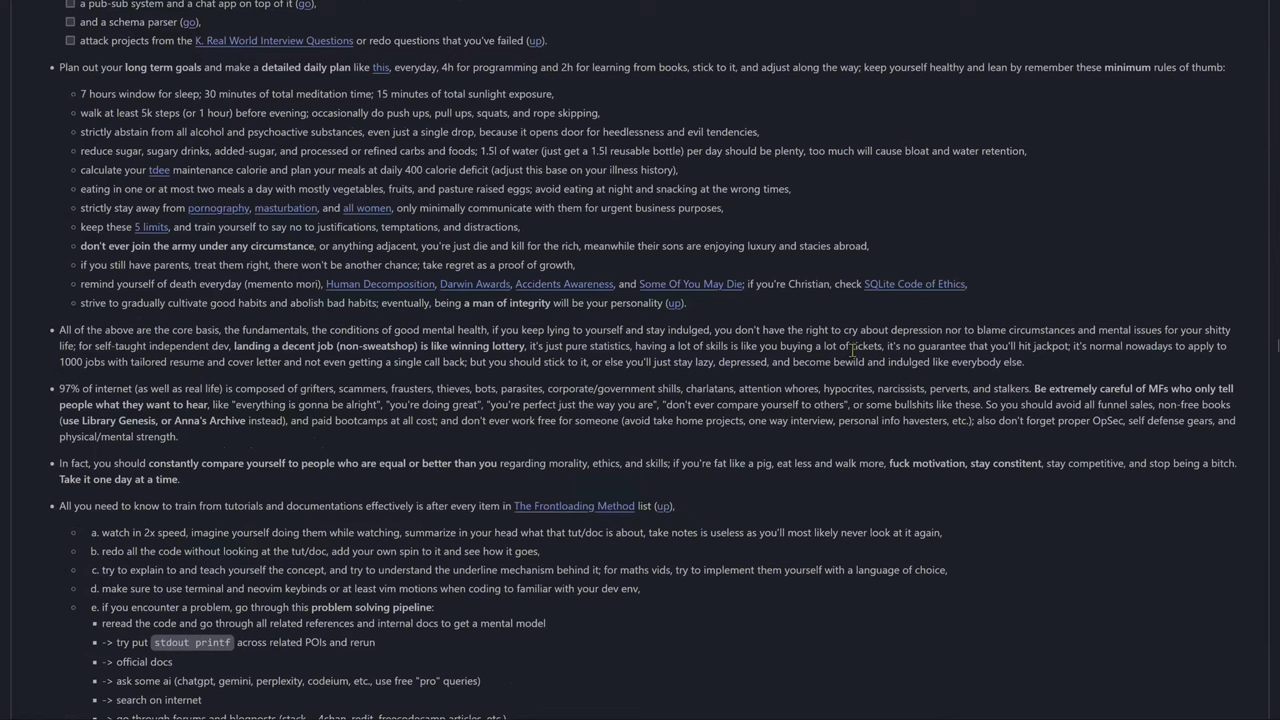 a pub-sub system and a chat app on top of it (go),
and a schema parser (go),
attack projects from the K. Real World Interview Questions or redo questions that you've failed (up).
Plan out your long term goals and make a detailed daily plan like this, everyday, 4h for programming and 2h for learning from books, stick to it, and adjust along the way; keep yourself healthy and lean by remember these minimum rules of thumb:
7 hours window for sleep; 30 minutes of total meditation time; 15 minutes of total sunlight exposure,
walk at least 5k steps (or 1 hour) before evening; occasionally do push ups, pull ups, squats, and rope skipping,
strictly abstain from all alcohol and psychoactive substances, even just a single drop, because it opens door for heedlessness and evil tendencies,
reduce sugar, sugary drinks, added-sugar, and processed or refined carbs and foods; 1.5l of water (just get a 1.5l reusable bottle) per day should be plenty, too much will cause bloat and water retention,
calculate your tdee maintenance calorie and plan your meals at daily 400 calorie deficit (adjust this base on your illness history),
eating in one or at most two meals a day with mostly vegetables, fruits, and pasture raised eggs; avoid eating at night and snacking at the wrong times,
strictly stay away from pornography, masturbation, and all women, only minimally communicate with them for urgent business purposes,
keep these 5 limits, and train yourself to say no to justifications, temptations, and distractions,
don't ever join the army under any circumstance, or anything adjacent, you're just die and kill for the rich, meanwhile their sons are enjoying luxury and stacies abroad,
if you still have parents, treat them right, there won't be another chance; take regret as a proof of growth,
remind yourself of death everyday (memento mori), Human Decomposition, Darwin Awards, Accidents Awareness, and Some Of You May Die; if you're Christian, check SQLite Code of Ethics,
strive to gradually cultivate good habits and abolish bad habits; eventually, being a man of integrity will be your personality (up).
All of the above are the core basis, the fundamentals, the conditions of good mental health, if you keep lying to yourself and stay indulged, you don't have the right to cry about depression nor to blame circumstances and mental issues for your shitty
life; for self-taught independent dev, landing a decent job (non-sweatshop) is like winning lottery, it's just pure statistics, having a lot of skills is like you buying a lot of tickets, it's no guarantee that you'll hit jackpot; it's normal nowadays to apply to
1000 jobs with tailored resume and cover letter and not even getting a single call back; but you should stick to it, or else you'll just stay lazy, depressed, and become bewild and indulged like everybody else.
97% of internet (as well as real life) is composed of grifters, scammers, frausters, thieves, bots, parasites, corporate/government shills, charlatans, attention whores, hypocrites, narcissists, perverts, and stalkers. Be extremely careful of MFs who only tell
people what they want to hear, like "everything is gonna be alright", "you're doing great", "you're perfect just the way you are", "don't ever compare yourself to others", or some bullshits like these. So you should avoid all funnel sales, non-free books
(use Library Genesis, or Anna's Archive instead), and paid bootcamps at all cost; and don't ever work free for someone (avoid take home projects, one way interview, personal info havesters, etc.); also don't forget proper OpSec, self defense gears, and
physical/mental strength.
In fact, you should constantly compare yourself to people who are equal or better than you regarding morality, ethics, and skills; if you're fat like a pig, eat less and walk more, fuck motivation, stay constitent, stay competitive, and stop being a bitch.
Take it one day at a time.
All you need to know to train from tutorials and documentations effectively is after every item in The Frontloading Method list (up),
a. watch in 2x speed, imagine yourself doing them while watching, summarize in your head what that tut/doc is about, take notes is useless as you'll most likely never look at it again,
b. redo all the code without looking at the tut/doc, add your own spin to it and see how it goes,
c. try to explain to and teach yourself the concept, and try to understand the underline mechanism behind it; for maths vids, try to implement them yourself with a language of choice,
d. make sure to use terminal and neovim keybinds or at least vim motions when coding to familiar with your dev env,
e. if you encounter a problem, go through this problem solving pipeline:
reread the code and go through all related references and internal docs to get a mental model
-> try put stdout printf across related POIs and rerun
-> official docs
-> ask some ai (chatgpt, gemini, perplexity, codeium, etc., use free "pro" queries)
-> search on internet